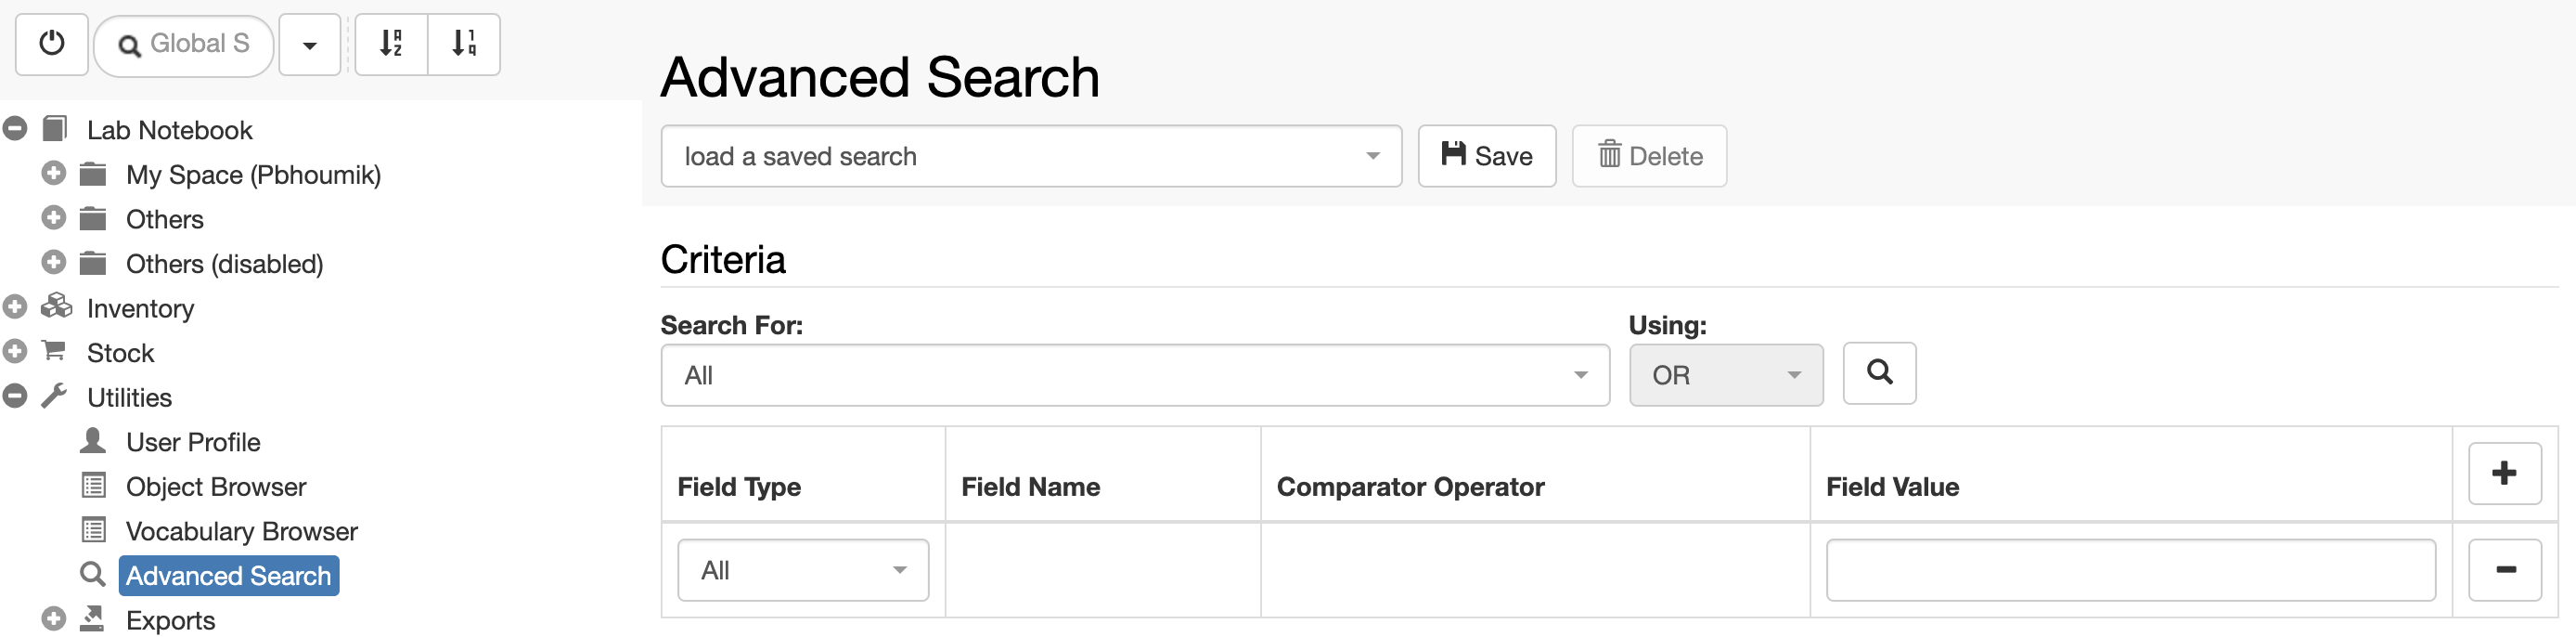 Global S
Lab Notebook
My Space (Pbhoumik)
Others
Others (disabled)
Inventory
Stock
Utilities
User Profile
Object Browser
Vocabulary Browser
Advanced Search
Exports
Advanced Search
load a saved search
Save
Delete
Criteria
Search For:
Using:
All
OR
Field Type
Field Name
Comparator Operator
Field Value
All